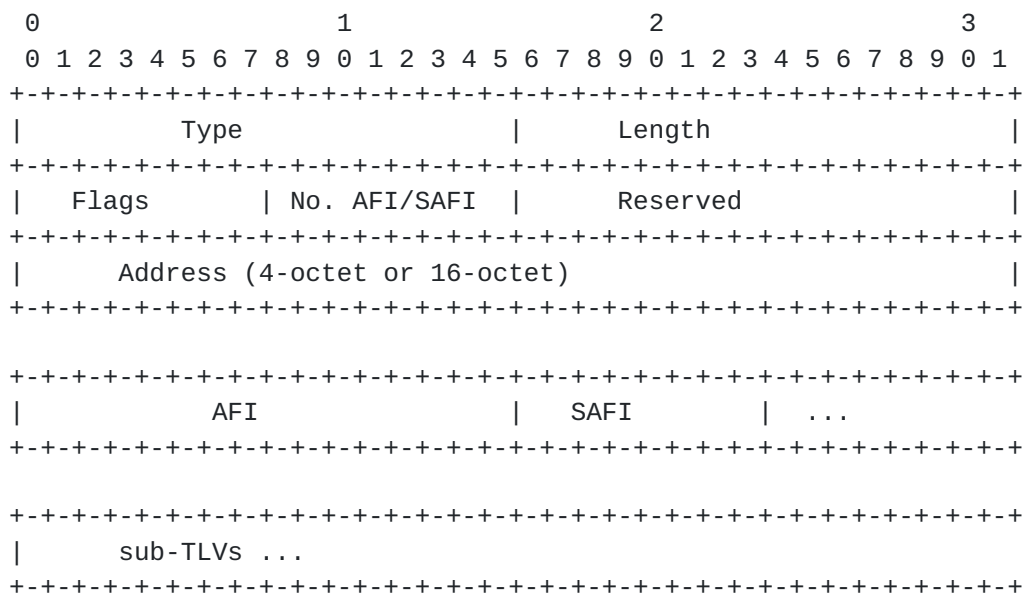 0                   1                   2                   3
 0 1 2 3 4 5 6 7 8 9 0 1 2 3 4 5 6 7 8 9 0 1 2 3 4 5 6 7 8 9 0 1
+-+-+-+-+-+-+-+-+-+-+-+-+-+-+-+-+-+-+-+-+-+-+-+-+-+-+-+-+-+-+-+-+
|          Type                 |      Length                   |
+-+-+-+-+-+-+-+-+-+-+-+-+-+-+-+-+-+-+-+-+-+-+-+-+-+-+-+-+-+-+-+-+
|   Flags       | No. AFI/SAFI  |      Reserved                 |
+-+-+-+-+-+-+-+-+-+-+-+-+-+-+-+-+-+-+-+-+-+-+-+-+-+-+-+-+-+-+-+-+
|      Address (4-octet or 16-octet)                            |
+-+-+-+-+-+-+-+-+-+-+-+-+-+-+-+-+-+-+-+-+-+-+-+-+-+-+-+-+-+-+-+-+

+-+-+-+-+-+-+-+-+-+-+-+-+-+-+-+-+-+-+-+-+-+-+-+-+-+-+-+-+-+-+-+-+
|            AFI                |   SAFI        |  ...
+-+-+-+-+-+-+-+-+-+-+-+-+-+-+-+-+-+-+-+-+-+-+-+-+-+-+-+-+-+-+-+-+

+-+-+-+-+-+-+-+-+-+-+-+-+-+-+-+-+-+-+-+-+-+-+-+-+-+-+-+-+-+-+-+-+
|      sub-TLVs ...
+-+-+-+-+-+-+-+-+-+-+-+-+-+-+-+-+-+-+-+-+-+-+-+-+-+-+-+-+-+-+-+-+